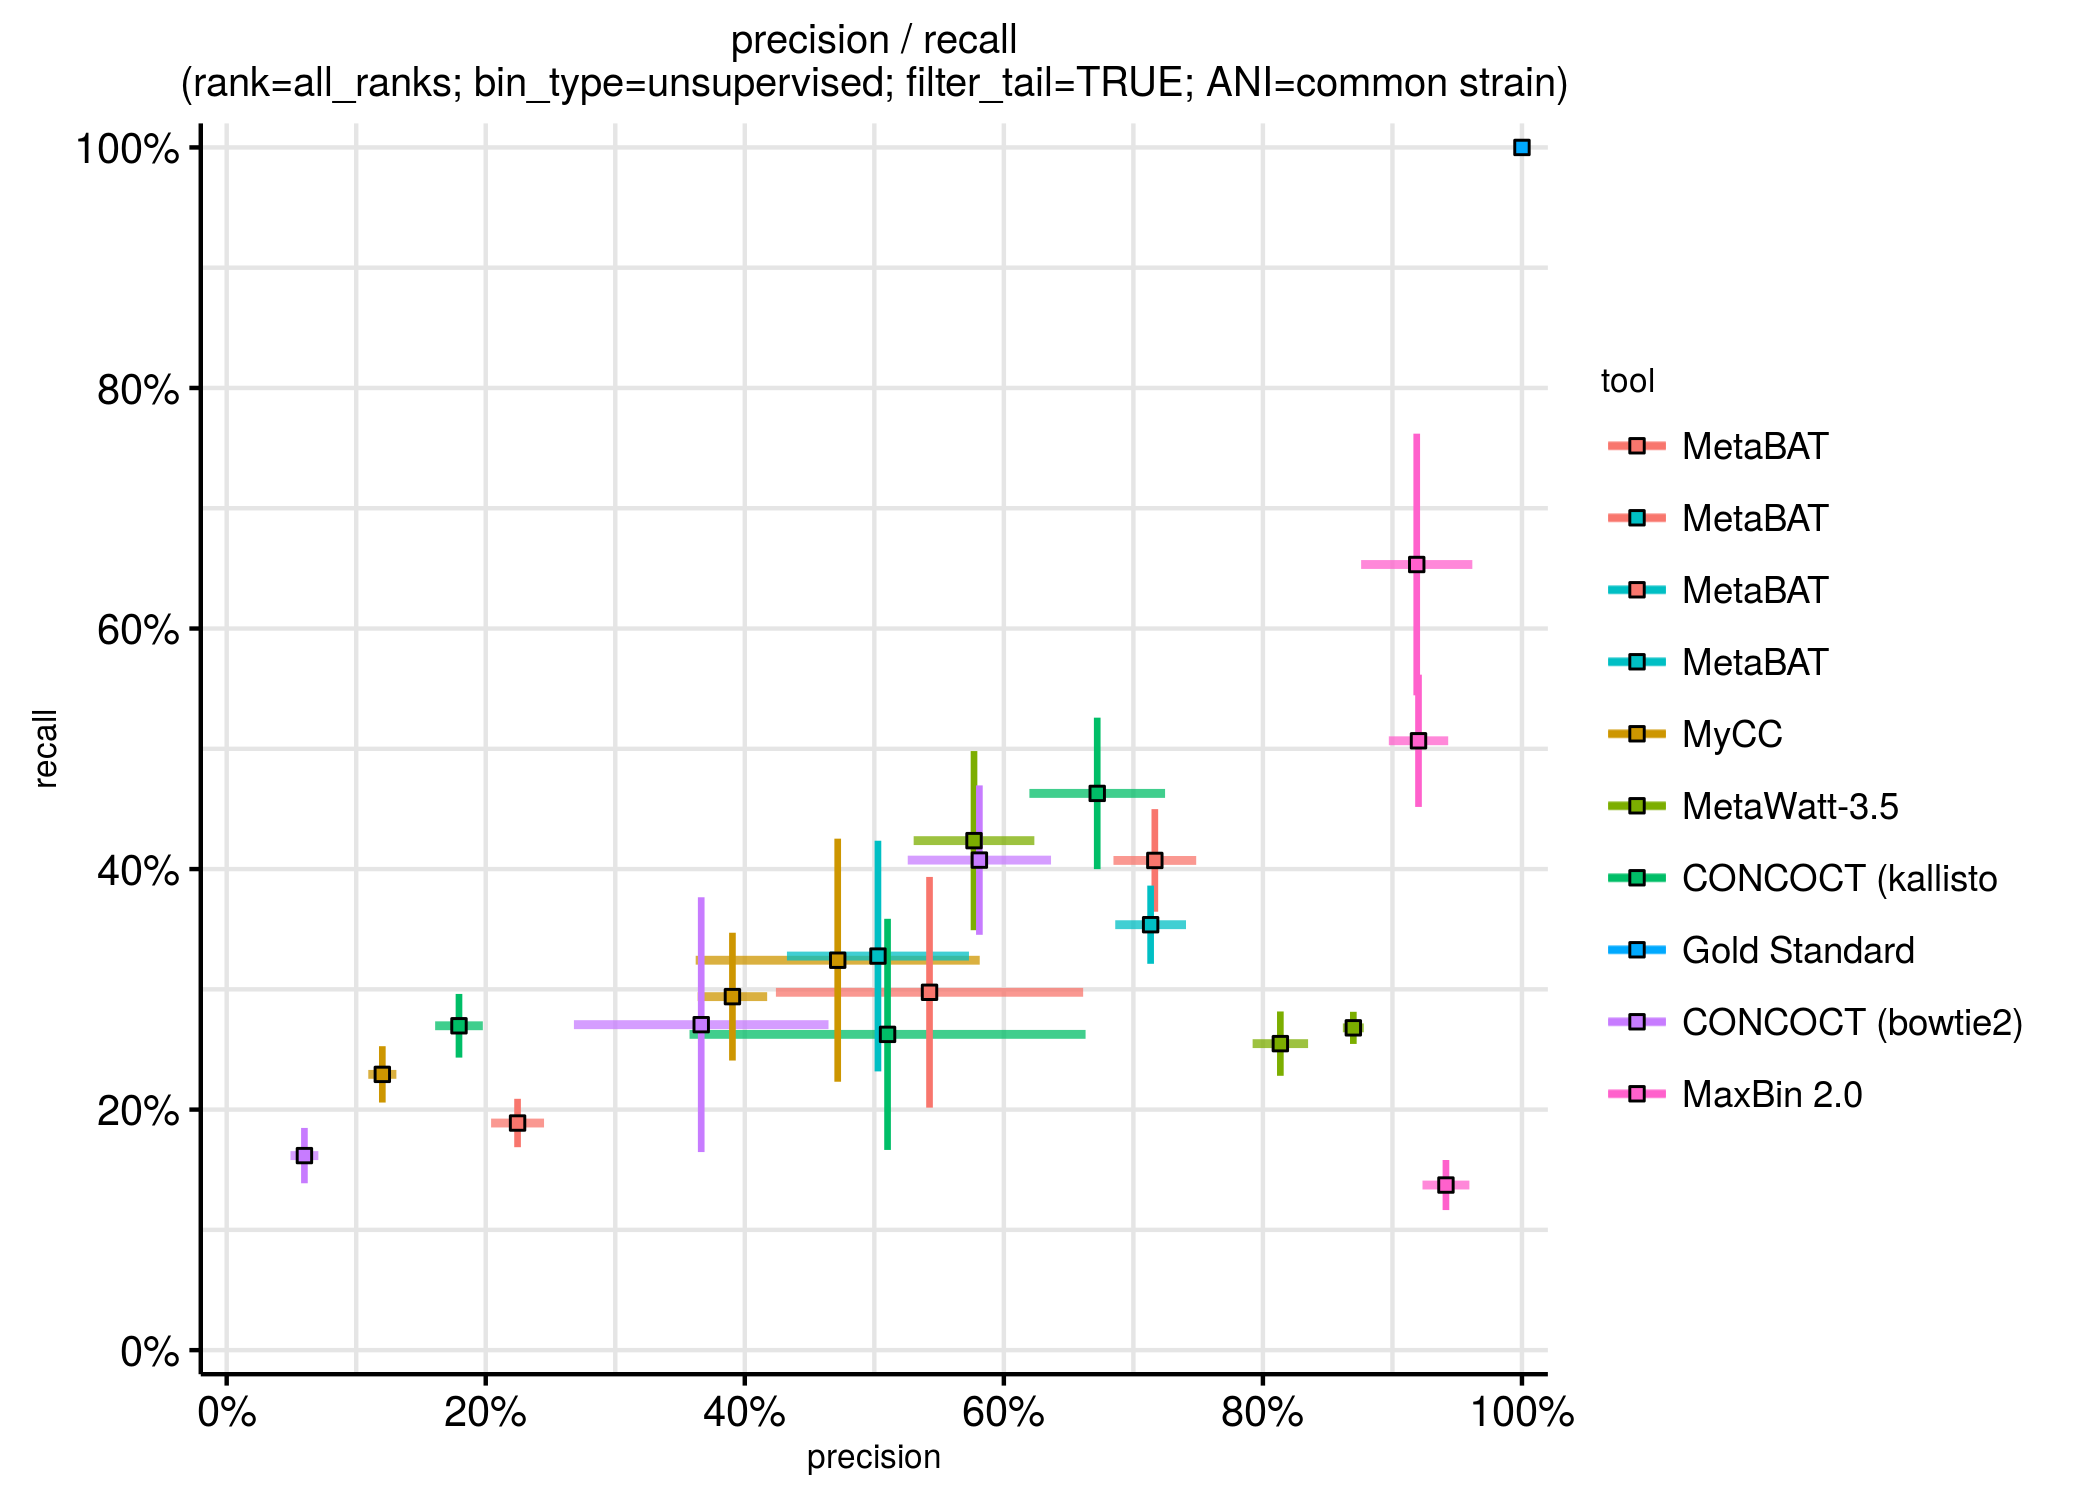 precision / recall
(rank=all_ranks; bin_type=unsupervised; filter_tail=TRUE; ANI=common strain)
100%
80%
60%
40%
20%
0%
recall
0%
20%
40%
60%
80%
100%
precision
tool
MetaBAT
MetaBAT
MetaBAT
MetaBAT
MyCC
MetaWatt-3.5
CONCOCT (kallisto
Gold Standard
CONCOCT (bowtie2)
MaxBin 2.0